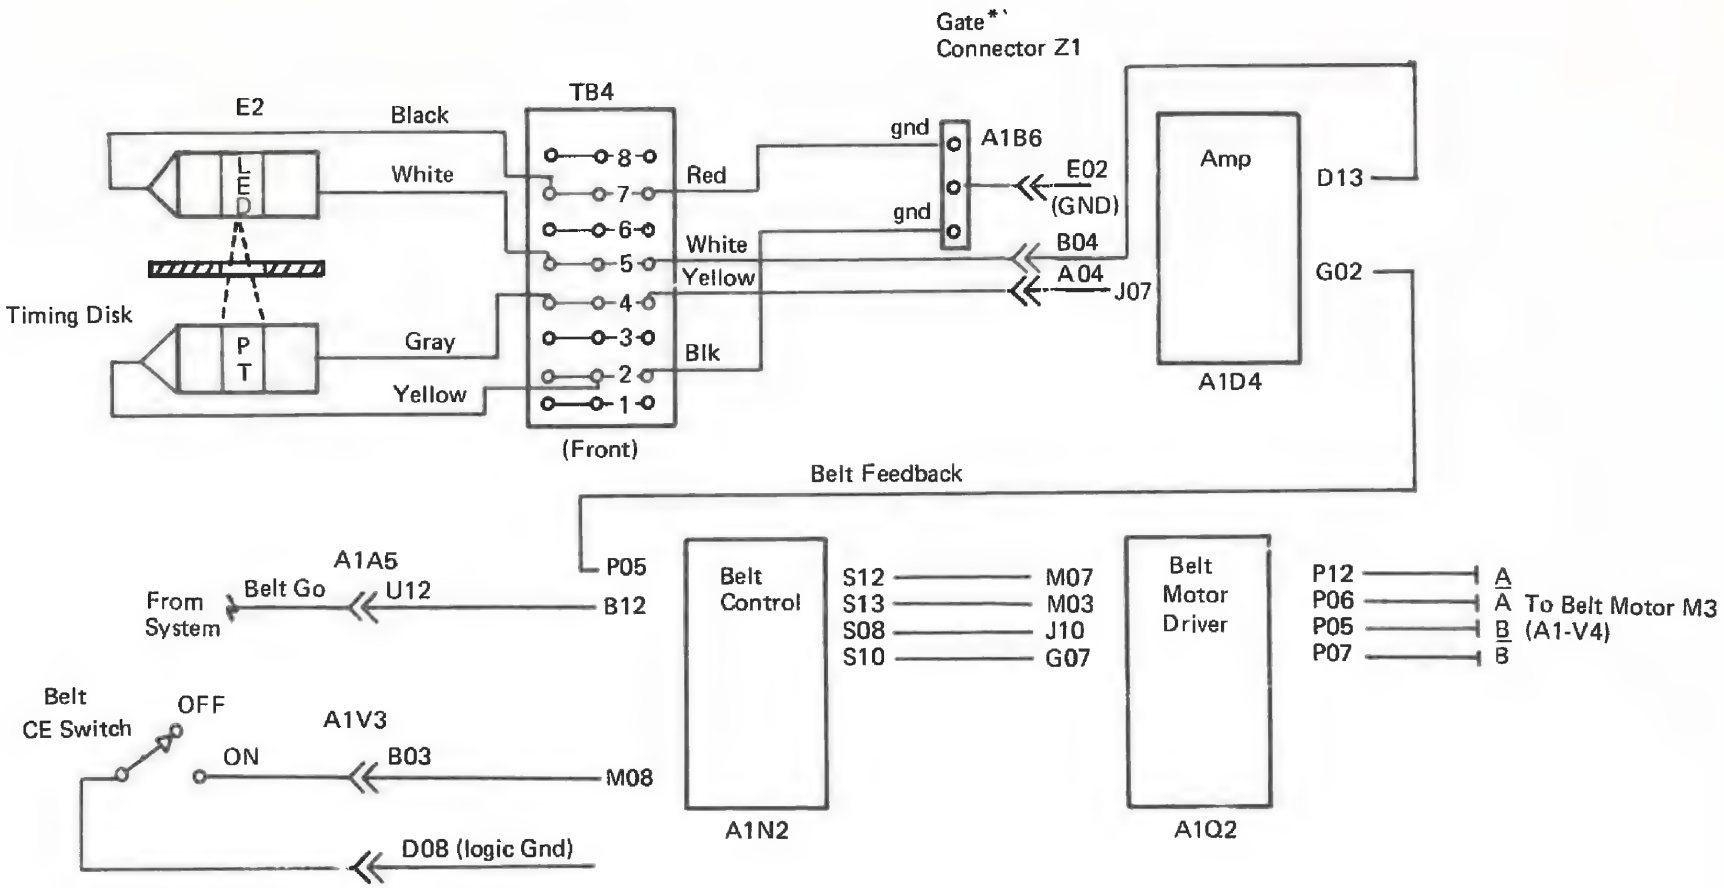 Gate*
Connector Z1
TB4
E2
Black
gnd
A1B6
LED
8
Amp
White
7
Red
E02
(GND)
D13
gnd
6
White
B04
5
Yellow
A04
G02
J07
Timing Disk
4
3
Gray
PT
Blk
2
A1D4
Yellow
1
(Front)
Belt Feedback
A1A5
P05
Belt
Control
Belt
Motor
Driver
From
System
Belt Go
U12
B12
S12
M07
S13
M03
S08
J10
S10
G07
P12
A
P06
A̅
To Belt Motor M3
P05
B
(A1-V4)
P07
B̅
Belt
CE Switch
OFF
A1V3
ON
B03
M08
A1N2
A1Q2
D08 (logic Gnd)